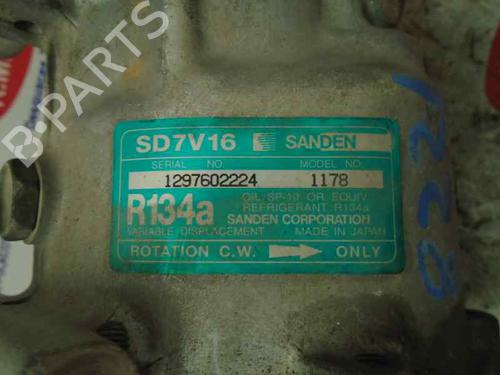 B-PARTS
SD7V16 SANDEN
SERIAL NO. MODEL NO.
1297602224 1178
R134a
OIL SP-10 OR EQUIV.
REFRIGERANT R134a
SANDEN CORPORATION
VARIABLE DISPLACEMENT MADE IN JAPAN
ROTATION C.W. ONLY